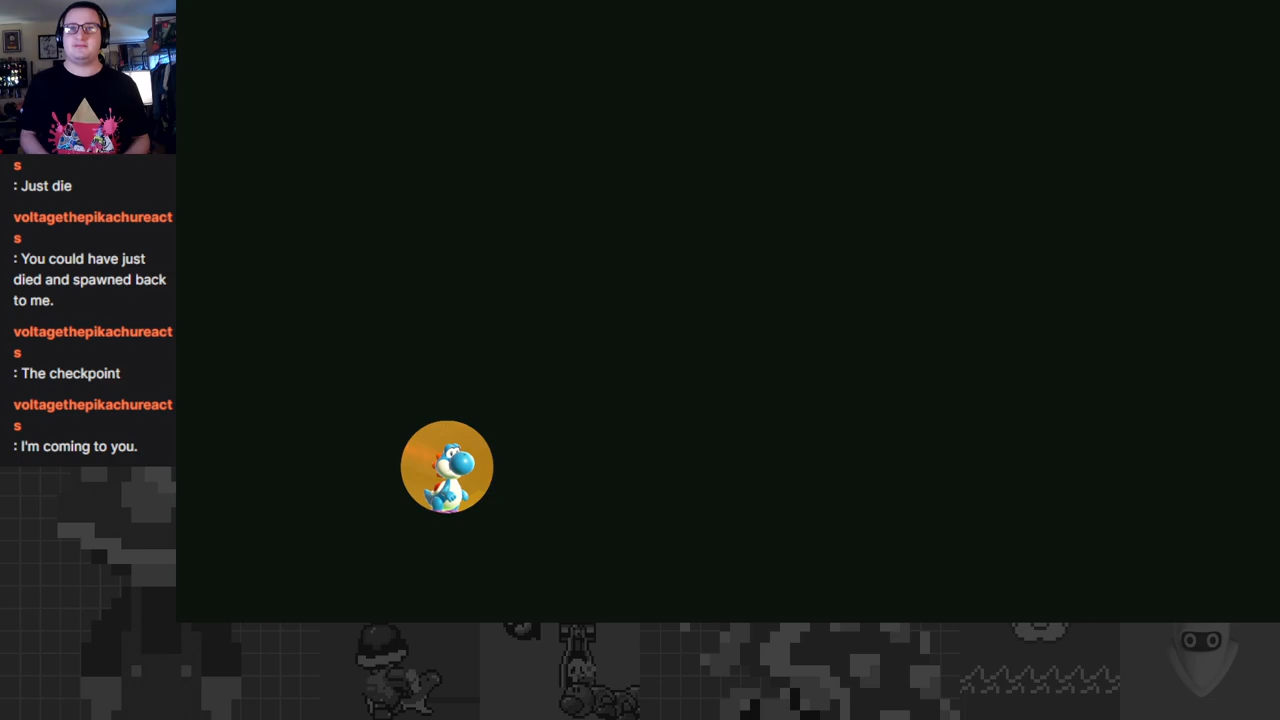 s
: Just die
voltagethepikachureact
s
: You could have just
died and spawned back
to me.
voltagethepikachureact
s
: The checkpoint
voltagethepikachureact
s
: I'm coming to you.